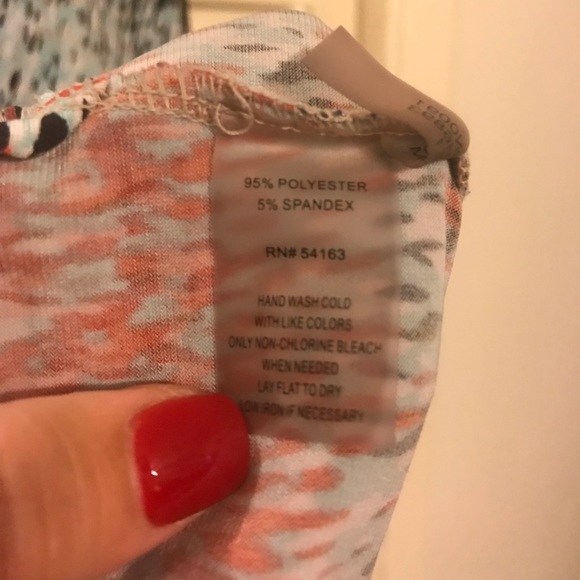 95% POLYESTER
5% SPANDEX
RN# 54163
HAND WASH COLD
WITH LIKE COLORS
ONLY NON-CHLORINE BLEACH
WHEN NEEDED
LAY FLAT TO DRY
LOW IRON IF NECESSARY